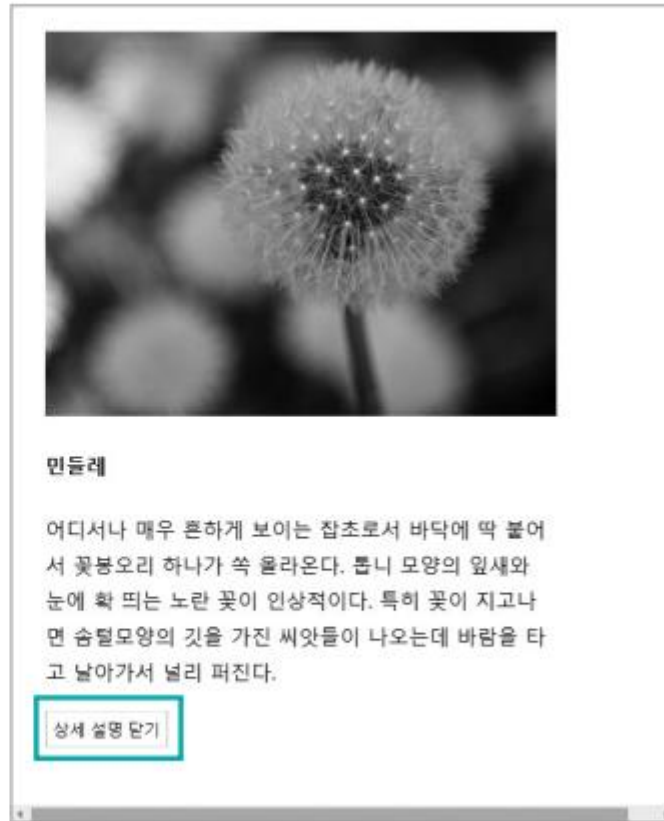 민들레
어디서나 매우 흔하게 보이는 잡초로서 바닥에 딱 붙어
서 꽃봉오리 하나가 쑥 올라온다. 톱니 모양의 잎새와
눈에 확 띄는 노란 꽃이 인상적이다. 특히 꽃이 지고나
면 솜털모양의 깃을 가진 씨앗들이 나오는데 바람을 타
고 날아가서 널리 퍼진다.
상세 설명 닫기